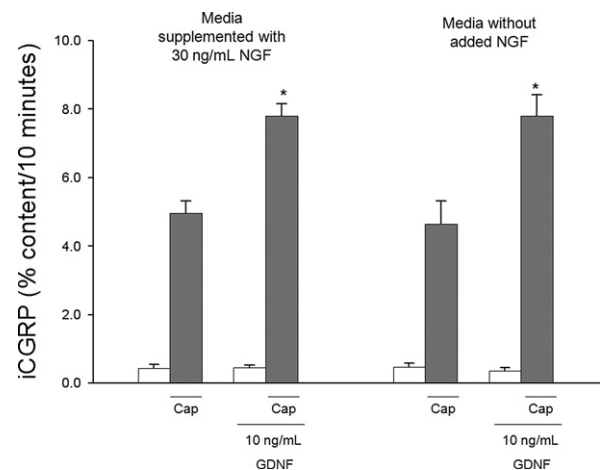 Media
supplemented with
30 ng/mL NGF
Media without
added NGF
iCGRP (% content/10 minutes)
10.0
8.0
6.0
4.0
2.0
0.0
*
*
Cap
Cap
Cap
Cap
10 ng/mL
GDNF
10 ng/mL
GDNF